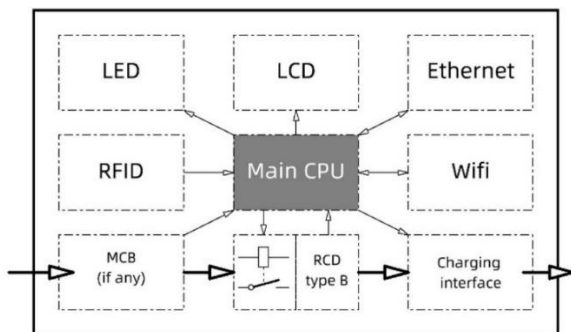 LED
LCD
Ethernet
RFID
Main CPU
Wifi
MCB
(if any)
RCD
type B
Charging
interface